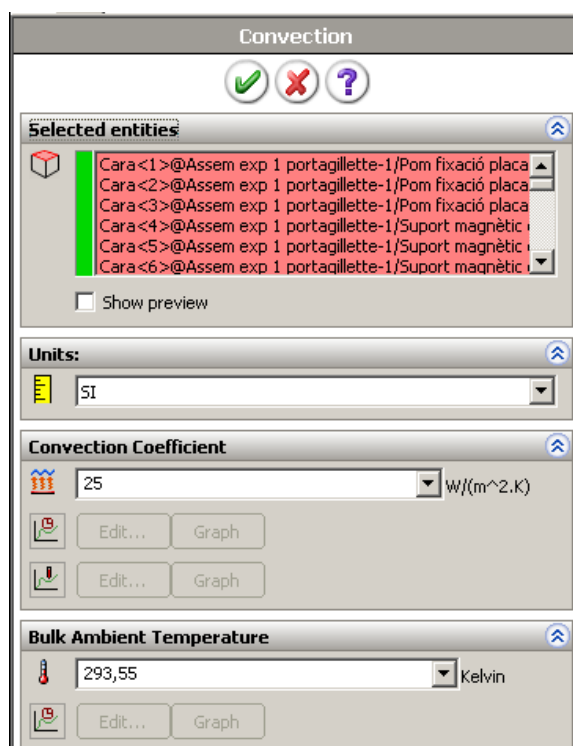 Convection
?
Selected entities
Cara<1>@Assem exp 1 portagillette-1/Pom fixació placa
Cara<2>@Assem exp 1 portagillette-1/Pom fixació placa
Cara<3>@Assem exp 1 portagillette-1/Pom fixació placa
Cara<4>@Assem exp 1 portagillette-1/Suport magnètic
Cara<5>@Assem exp 1 portagillette-1/Suport magnètic
Cara<6>@Assem exp 1 portagillette-1/Suport magnètic
Show preview
Units:
SI
Convection Coefficient
25 W/(m^2.K)
Edit... Graph
Edit... Graph
Bulk Ambient Temperature
293,55 Kelvin
Edit... Graph